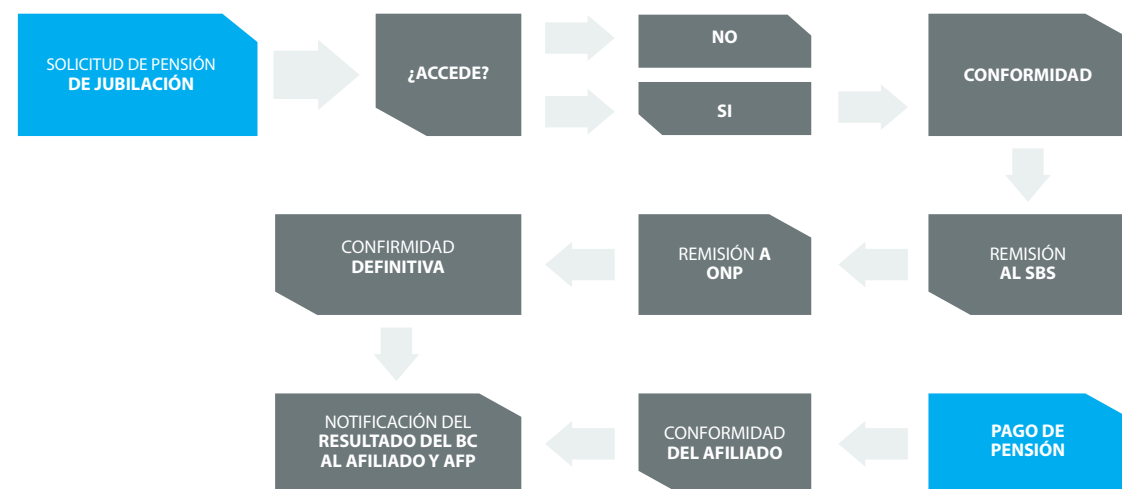 SOLICITUD DE PENSIÓN
DE JUBILACIÓN
¿ACCEDE?
NO
SI
CONFORMIDAD
REMISIÓN
AL SBS
REMISIÓN A
ONP
CONFIRMIDAD
DEFINITIVA
NOTIFICACIÓN DEL
RESULTADO DEL BC
AL AFILIADO Y AFP
CONFORMIDAD
DEL AFILIADO
PAGO DE
PENSIÓN